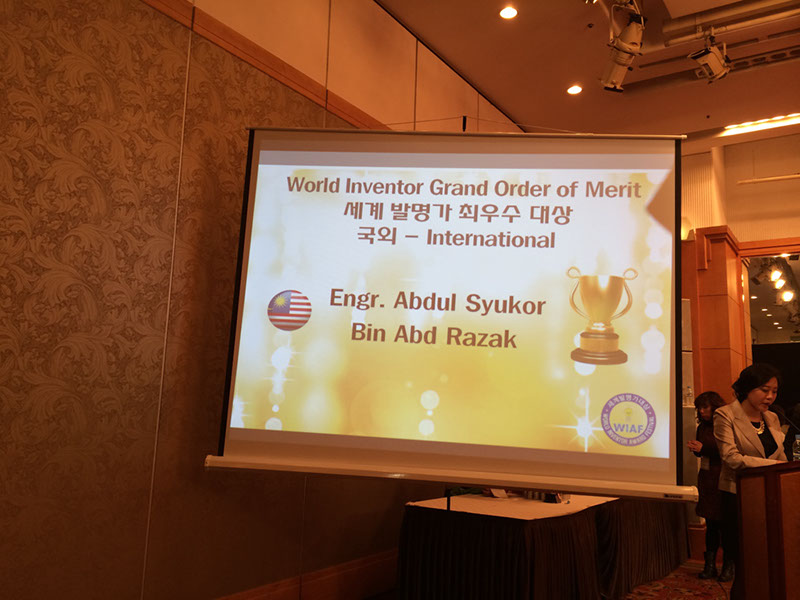 World Inventor Grand Order of Merit
세계 발명가 최우수 대상
국외 – International
Engr. Abdul Syukor
Bin Abd Razak
WIAF